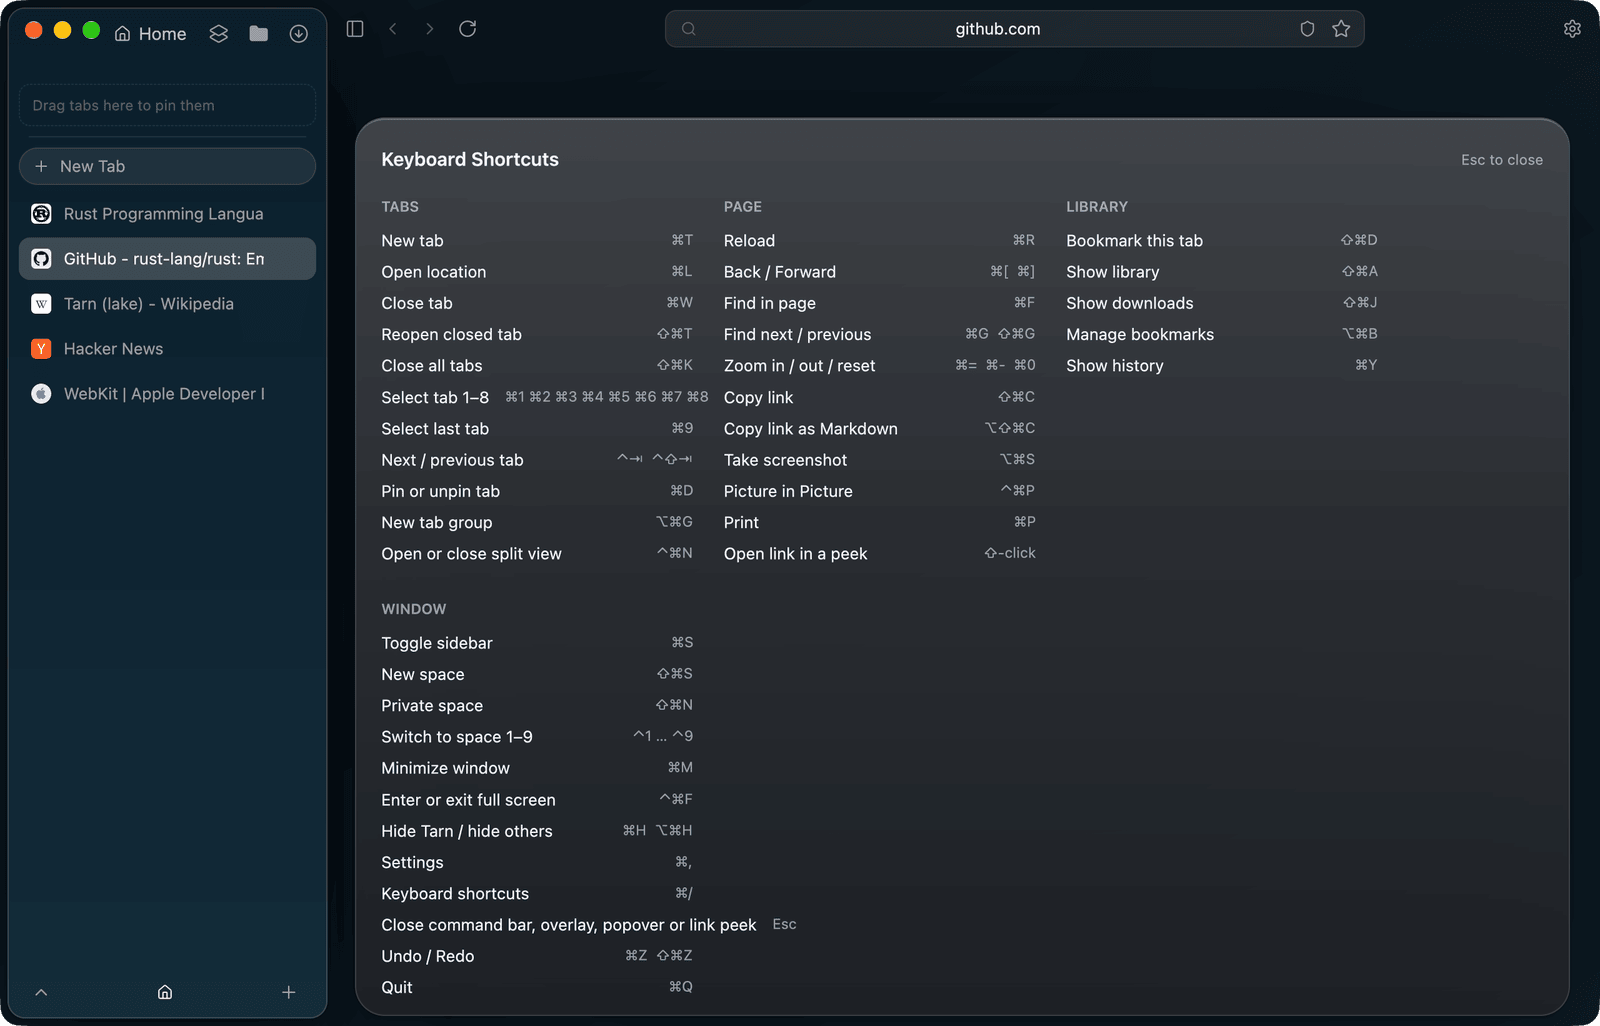 Home
github.com
Drag tabs here to pin them
New Tab
Rust Programming Langua
GitHub - rust-lang/rust: Em
Tarn (lake) - Wikipedia
Hacker News
WebKit | Apple Developer
Keyboard Shortcuts
Esc to close
TABS
New tab ⌘T
Open location ⌘L
Close tab ⌘W
Reopen closed tab ⇧⌘T
Close all tabs ⇧⌘K
Select tab 1–8 ⌘1 ⌘2 ⌘3 ⌘4 ⌘5 ⌘6 ⌘7 ⌘8
Select last tab ⌘9
Next / previous tab ^⇥ ^⇧⇥
Pin or unpin tab ⌘D
New tab group ⌥⌘G
Open or close split view ^⌘N
PAGE
Reload ⌘R
Back / Forward ⌘[ ⌘]
Find in page ⌘F
Find next / previous ⌘G ⇧⌘G
Zoom in / out / reset ⌘= ⌘- ⌘0
Copy link ⇧⌘C
Copy link as Markdown ⌥⇧⌘C
Take screenshot ⌥⌘S
Picture in Picture ^⌘P
Print ⌘P
Open link in a peek ⇧-click
LIBRARY
Bookmark this tab ⇧⌘D
Show library ⇧⌘A
Show downloads ⇧⌘J
Manage bookmarks ⌥⌘B
Show history ⌘Y
WINDOW
Toggle sidebar ⌘S
New space ⇧⌘S
Private space ⇧⌘N
Switch to space 1–9 ^1 … ^9
Minimize window ⌘M
Enter or exit full screen ^⌘F
Hide Tarn / hide others ⌘H ⌥⌘H
Settings ⌘,
Keyboard shortcuts ⌘/
Close command bar, overlay, popover or link peek Esc
Undo / Redo ⌘Z ⇧⌘Z
Quit ⌘Q